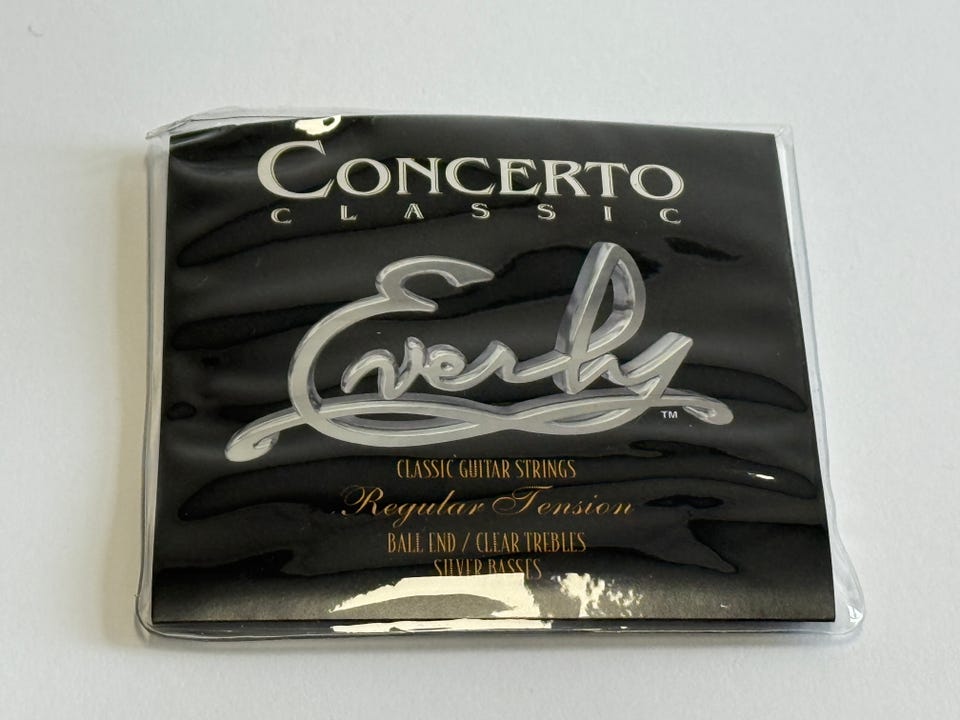 CONCERTO
CLASSIC
Everly
TM
CLASSIC GUITAR STRINGS
Regular Tension
BALL END / CLEAR TREBLES
SILVER BASSES